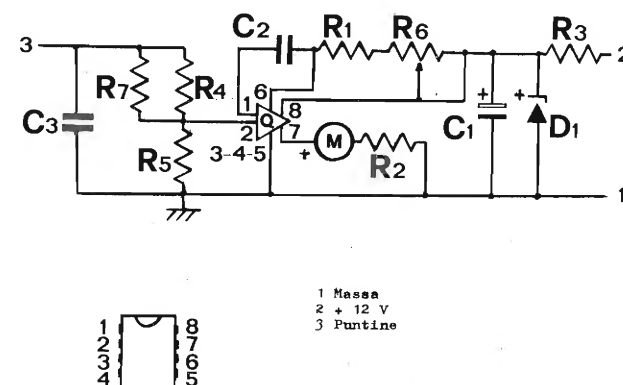 C2 R1 R6 R3
3 2
R7 R4 6
1 8
C3 Q + +
2 7 C1 D1
3-4-5 + M
R5 R2
1
1 Massa
2 + 12 V
3 Puntine
1 8
2 7
3 6
4 5